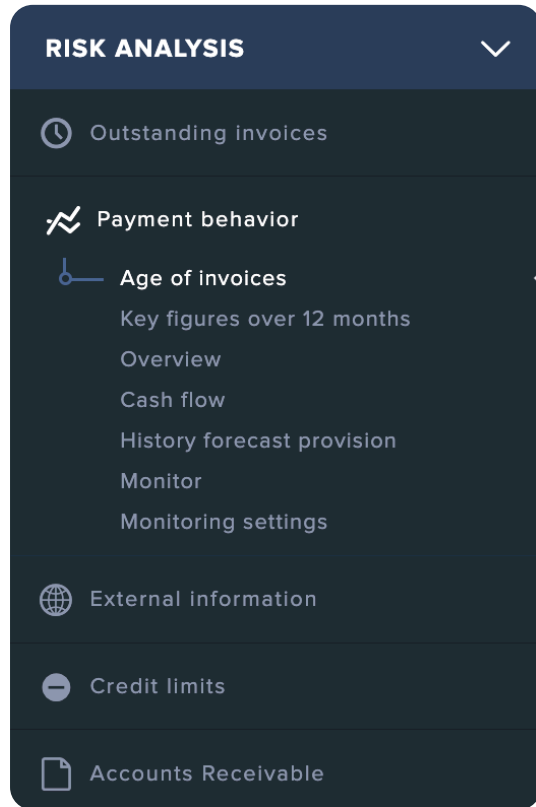 RISK ANALYSIS
Outstanding invoices
Payment behavior
Age of invoices
Key figures over 12 months
Overview
Cash flow
History forecast provision
Monitor
Monitoring settings
External information
Credit limits
Accounts Receivable